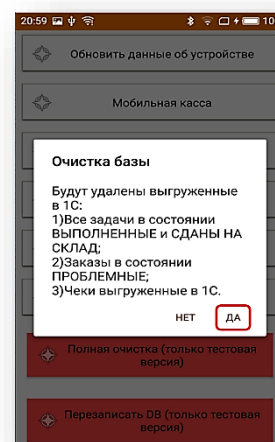 20:59
10
Обновить данные об устройстве
Мобильная касса
Очистка базы
Будут удалены выгруженные
в 1С:
1)Все задачи в состоянии
ВЫПОЛНЕННЫЕ и СДАНЫ НА
СКЛАД;
2)Заказы в состоянии
ПРОБЛЕМНЫЕ;
3)Чеки выгруженные в 1С.
НЕТ ДА
Полная очистка (только тестовая
версия)
Перезаписать DB (только тестовая
версия)